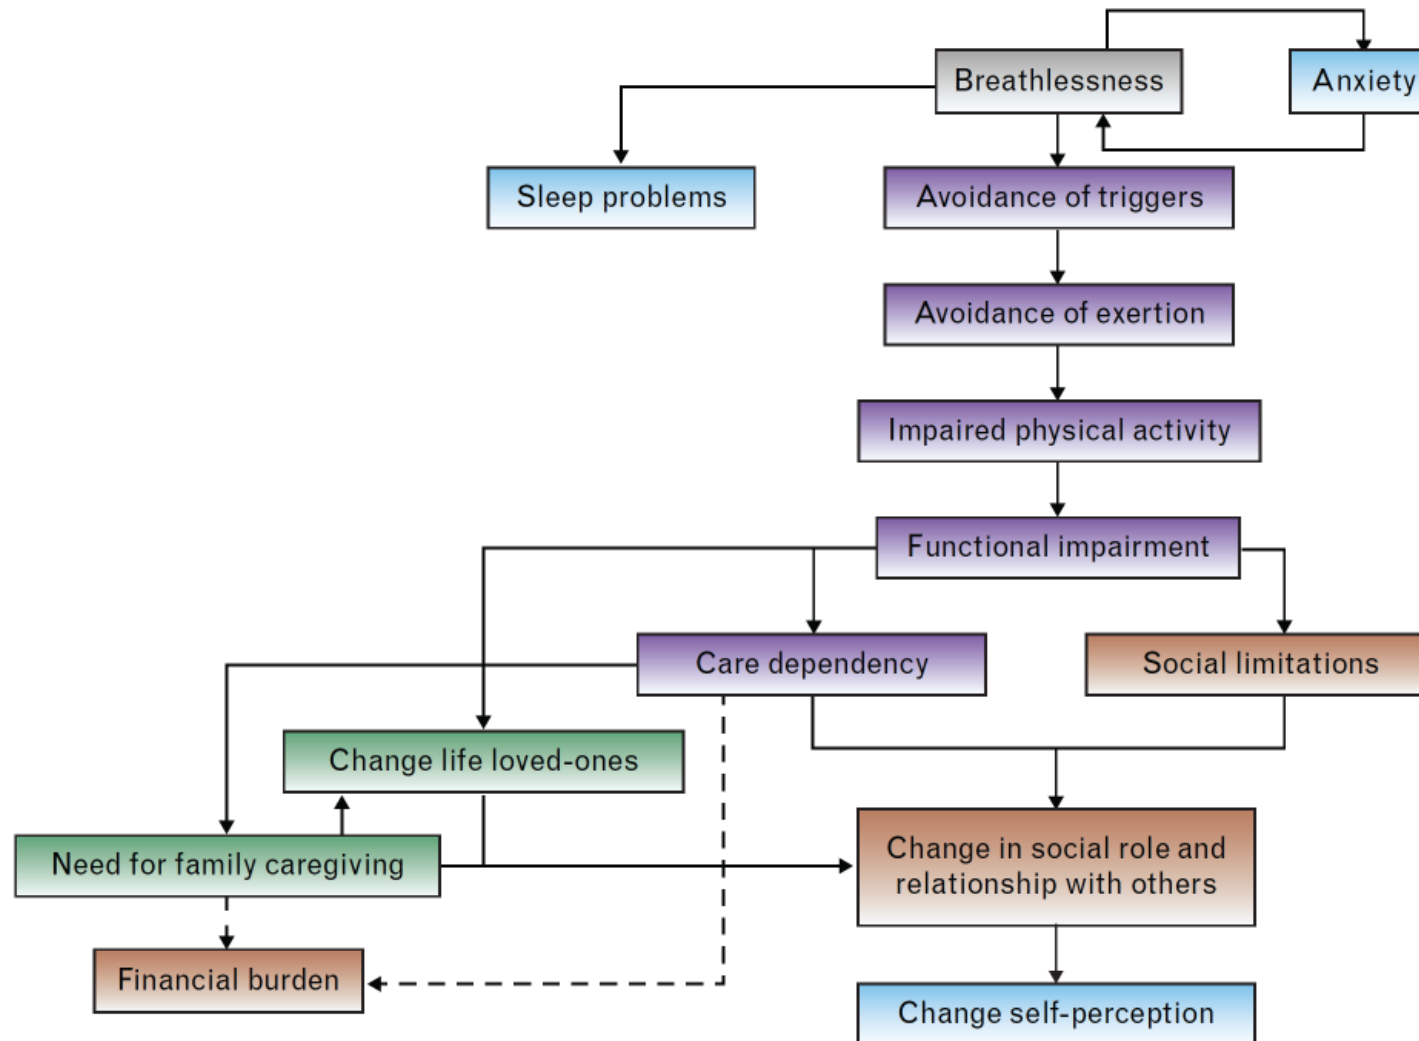 Breathlessness
Anxiety
Sleep problems
Avoidance of triggers
Avoidance of exertion
Impaired physical activity
Functional impairment
Care dependency
Social limitations
Change life loved-ones
Need for family caregiving
Change in social role and
relationship with others
Financial burden
Change self-perception